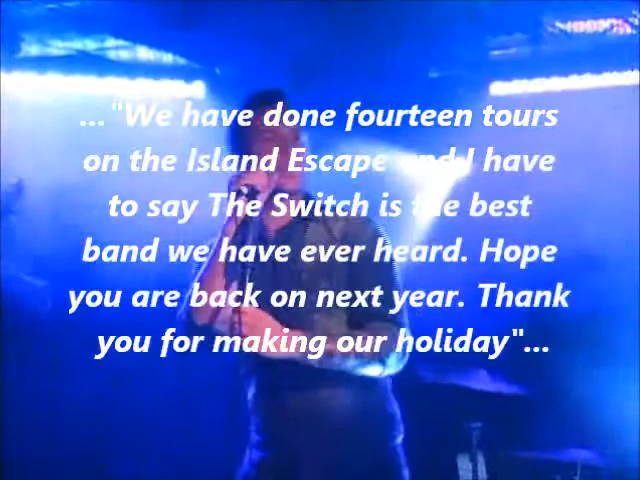 ..."We have done fourteen tours
on the Island Escape and I have
to say The Switch is the best
band we have ever heard. Hope
you are back on next year. Thank
you for making our holiday"...